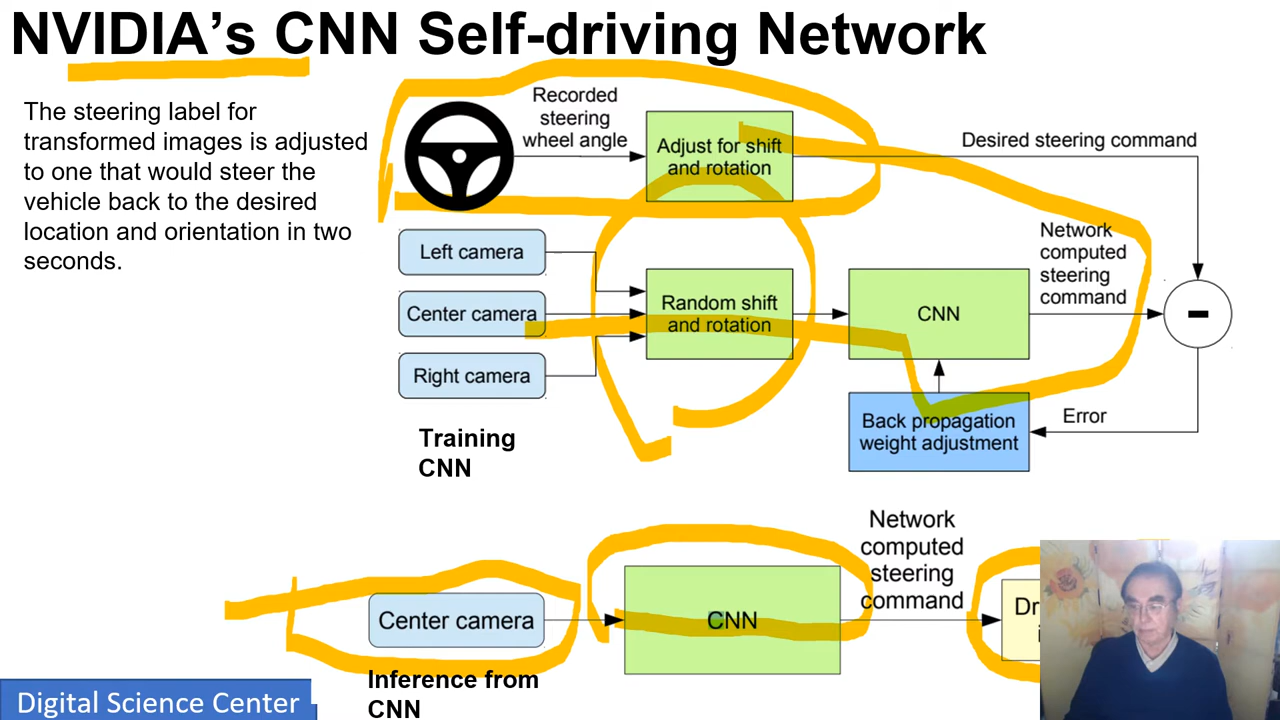 NVIDIA's CNN Self-driving Network
The steering label for
transformed images is adjusted
to one that would steer the
vehicle back to the desired
location and orientation in two
seconds.
Recorded
steering
wheel angle
Adjust for shift
and rotation
Desired steering command
Left camera
Center camera
Right camera
Random shift
and rotation
CNN
Network
computed
steering
command
-
Back propagation
weight adjustment
Error
Training
CNN
Center camera
CNN
Network
computed
steering
command
Inference from
CNN
Digital Science Center